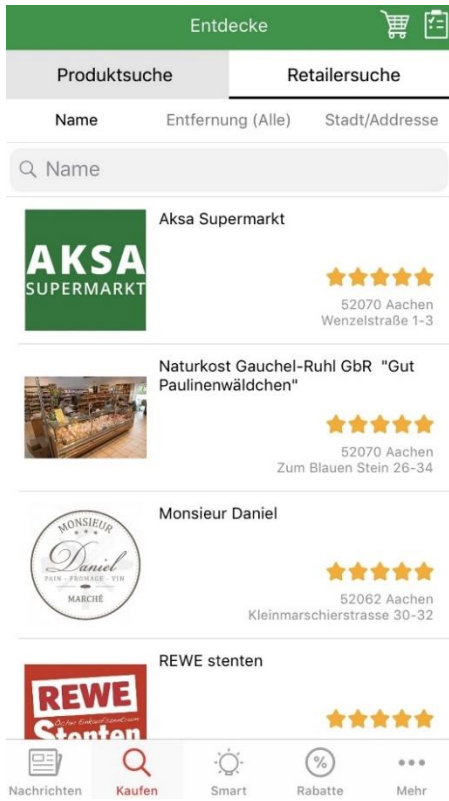 Entdecke
Produktsuche
Retailersuche
Name
Entfernung (Alle)
Stadt/Addresse
Name
AKSA
SUPERMARKT
Aksa Supermarkt
52070 Aachen
Wenzelstraße 1-3
Naturkost Gauchel-Ruhl GbR "Gut
Paulinenwäldchen"
52070 Aachen
Zum Blauen Stein 26-34
MONSIEUR
Daniel
PAIN - FROMAGE - VIN
MARCHÉ
Monsieur Daniel
52062 Aachen
Kleinmarschierstrasse 30-32
REWE
Stenten
REWE stenten
Nachrichten
Kaufen
Smart
Rabatte
Mehr